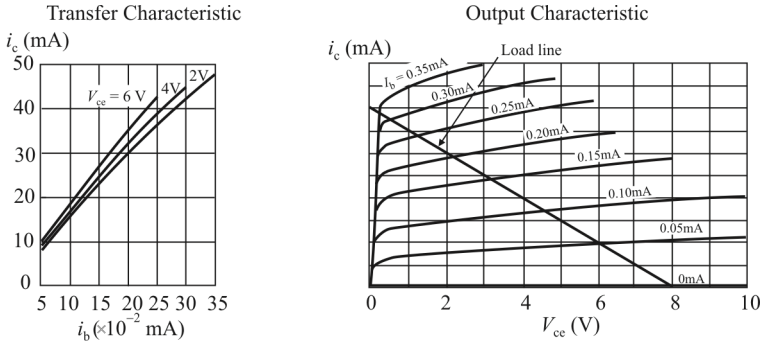 Transfer Characteristic
i_c (mA)
50
40
30
20
10
0
V_ce = 6 V
4V
2V
5 10 15 20 25 30 35
i_b (×10⁻² mA)
Output Characteristic
i_c (mA)
Load line
I_b = 0.35mA
0.30mA
0.25mA
0.20mA
0.15mA
0.10mA
0.05mA
0mA
0 2 4 6 8 10
V_ce (V)